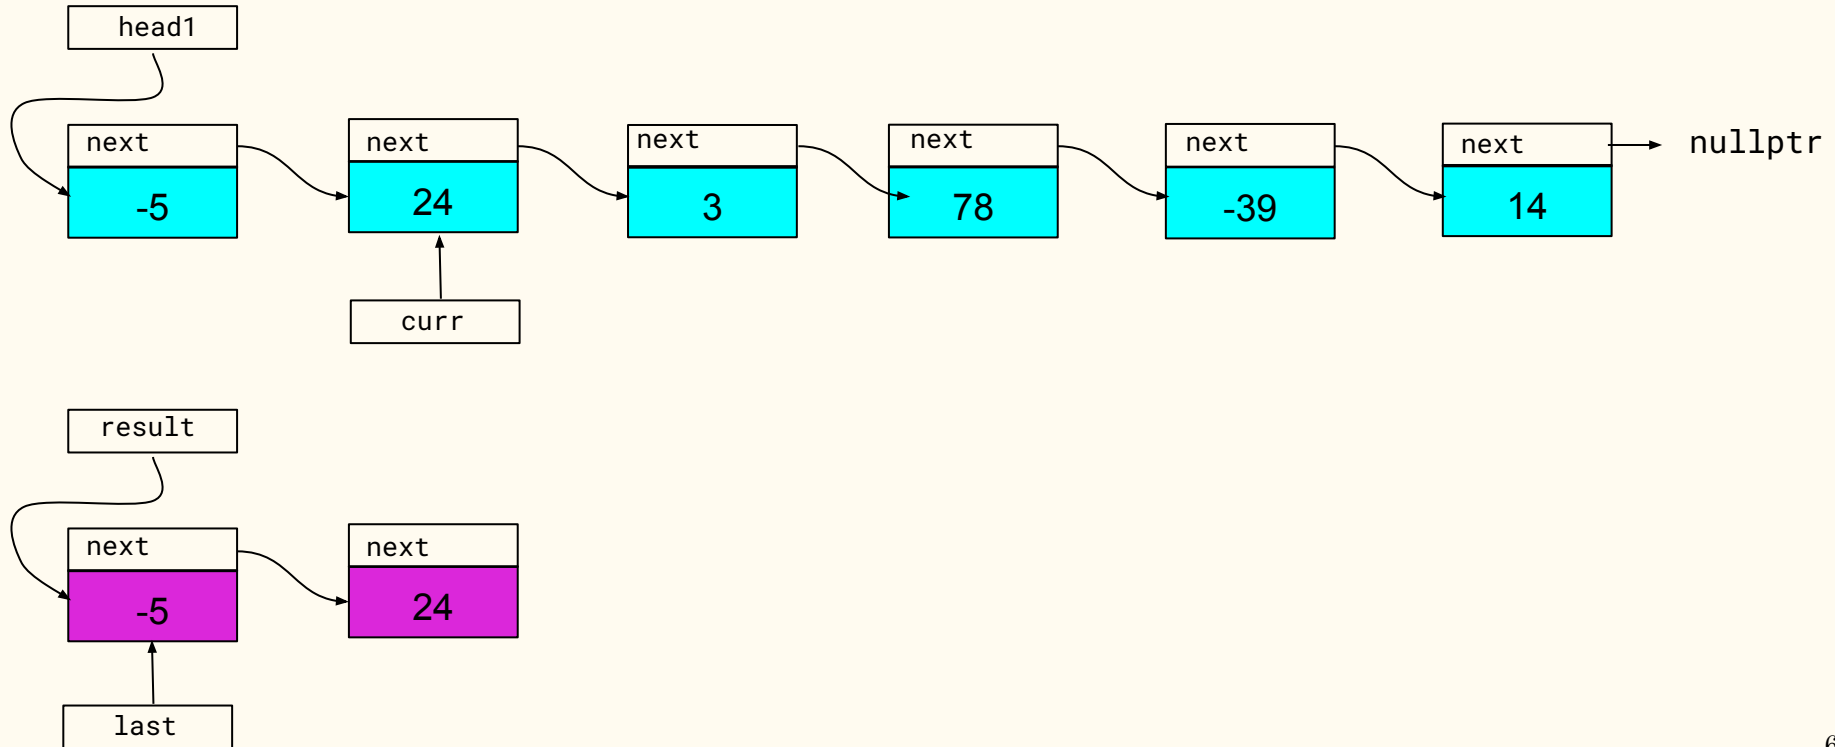 head1
next next next next next next nullptr
-5 24 3 78 -39 14
curr
result
next next
-5 24
last